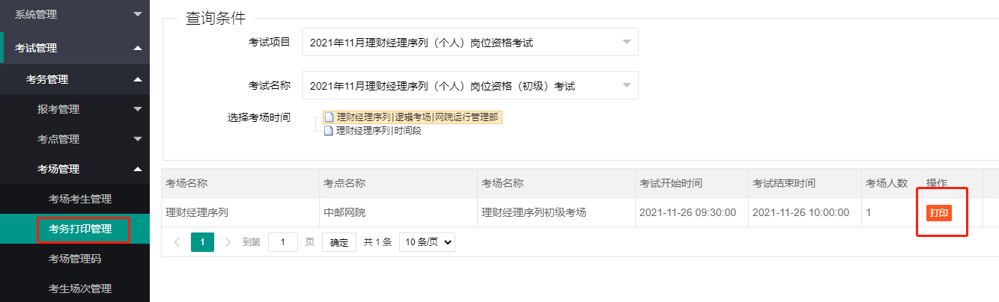 系统管理
考试管理
考务管理
报考管理
考点管理
考场管理
考场考生管理
考务打印管理
考场管理码
考生场次管理
查询条件
考试项目 2021年11月理财经理序列（个人）岗位资格考试
考试名称 2021年11月理财经理序列（个人）岗位资格（初级）考试
选择考场时间 理财经理序列|逻辑考场|网院运行管理部
理财经理序列|时间段
考场名称 考点名称 考场名称 考试开始时间 考试结束时间 考场人数 操作
理财经理序列 中邮网院 理财经理序列初级考场 2021-11-26 09:30:00 2021-11-26 10:00:00 1 打印
1 到第 1 页 确定 共 1 条 10 条/页